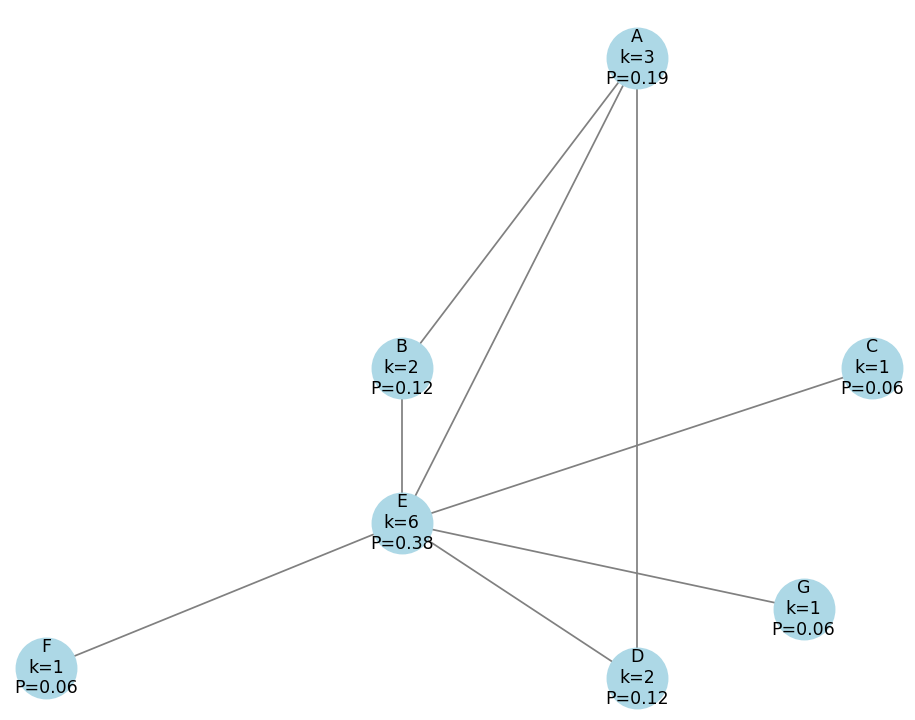 A
k=3
P=0.19
B
k=2
P=0.12
C
k=1
P=0.06
E
k=6
P=0.38
G
k=1
P=0.06
F
k=1
P=0.06
D
k=2
P=0.12